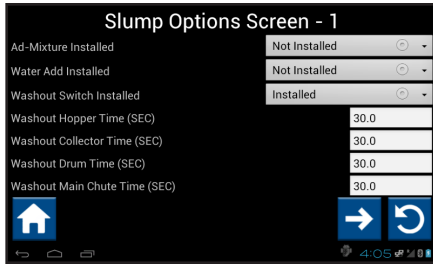 Slump Options Screen - 1
Ad-Mixture Installed Not Installed
Water Add Installed Not Installed
Washout Switch Installed Installed
Washout Hopper Time (SEC) 30.0
Washout Collector Time (SEC) 30.0
Washout Drum Time (SEC) 30.0
Washout Main Chute Time (SEC) 30.0
4:05